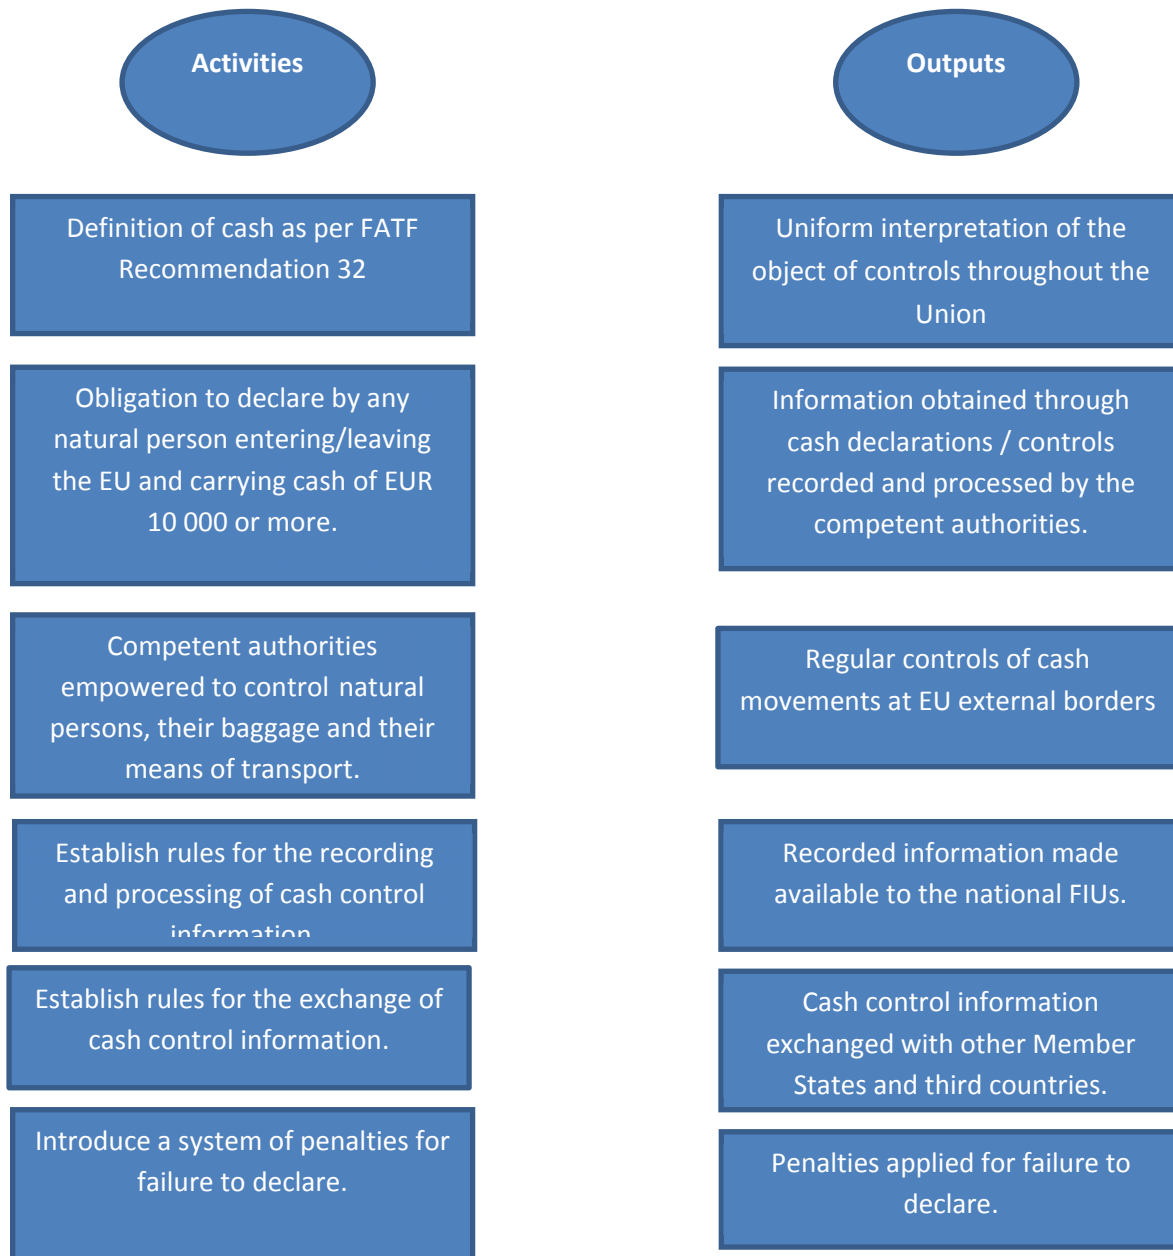 Activities
Outputs
Definition of cash as per FATF
Recommendation 32
Uniform interpretation of the
object of controls throughout the
Union
Obligation to declare by any
natural person entering/leaving
the EU and carrying cash of EUR
10 000 or more.
Information obtained through
cash declarations / controls
recorded and processed by the
competent authorities.
Competent authorities
empowered to control natural
persons, their baggage and their
means of transport.
Regular controls of cash
movements at EU external borders
Establish rules for the recording
and processing of cash control
information
Recorded information made
available to the national FIUs.
Establish rules for the exchange of
cash control information.
Cash control information
exchanged with other Member
States and third countries.
Introduce a system of penalties for
failure to declare.
Penalties applied for failure to
declare.